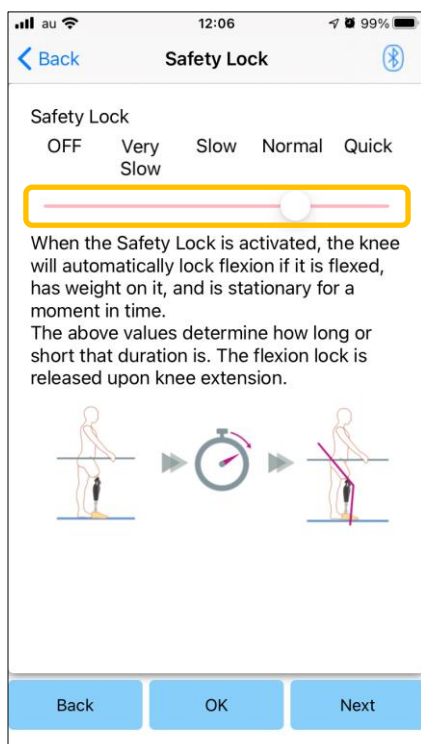 au 12:06 99%
Back Safety Lock
Safety Lock
OFF Very Slow Slow Normal Quick
When the Safety Lock is activated, the knee
will automatically lock flexion if it is flexed,
has weight on it, and is stationary for a
moment in time.
The above values determine how long or
short that duration is. The flexion lock is
released upon knee extension.
Back OK Next